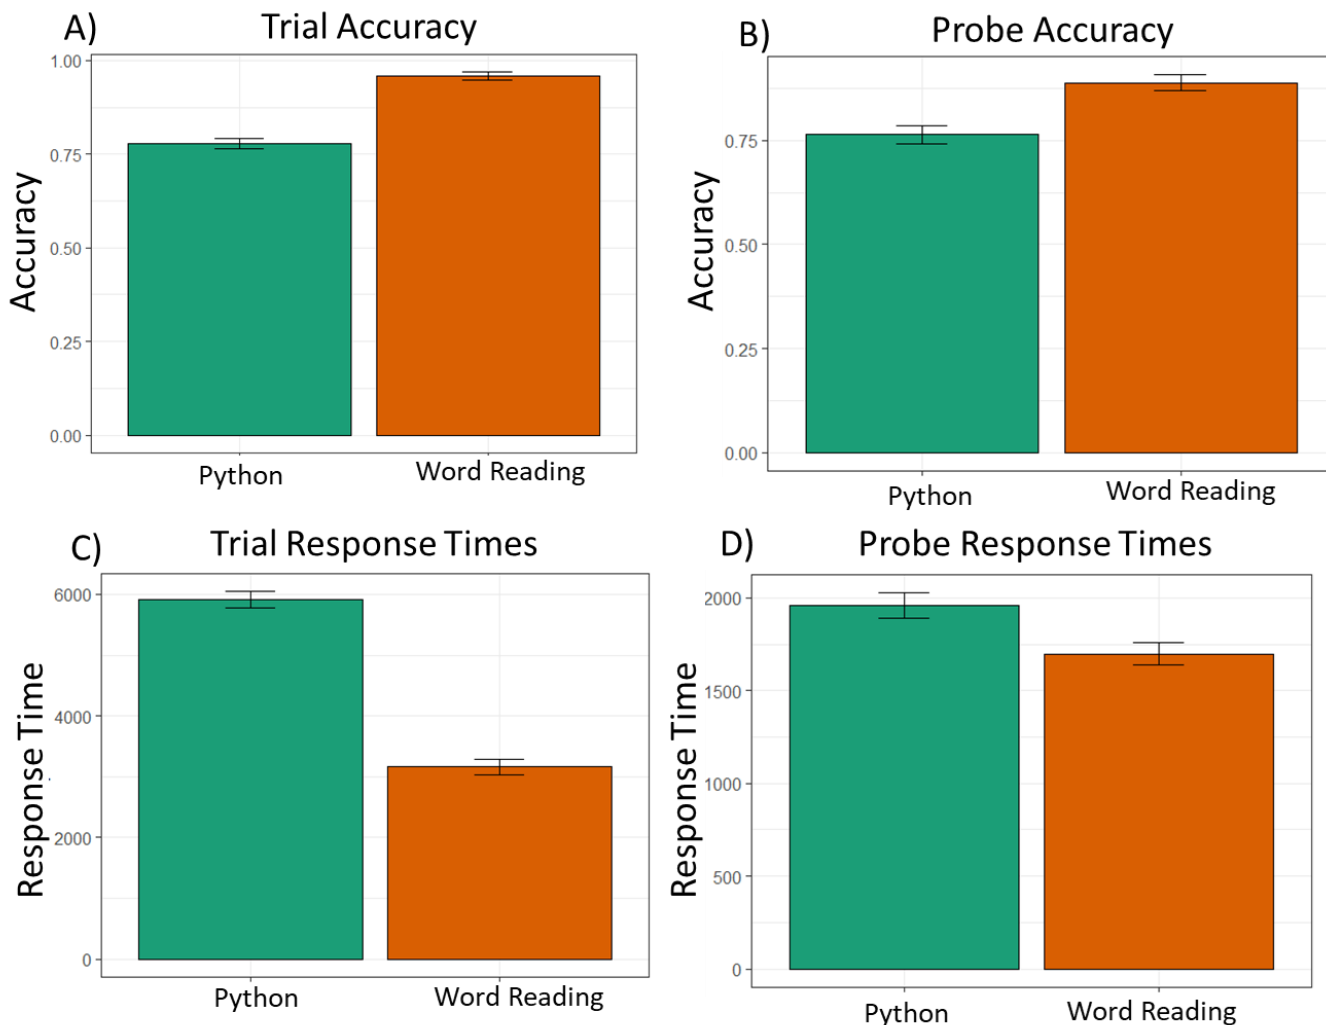 A) Trial Accuracy
1.00
0.75
0.50
0.25
0.00
Accuracy
Python
Word Reading
B) Probe Accuracy
0.75
0.50
0.25
0.00
Accuracy
Python
Word Reading
C) Trial Response Times
6000
4000
2000
0
Response Time
Python
Word Reading
D) Probe Response Times
2000
1500
1000
500
0
Response Time
Python
Word Reading